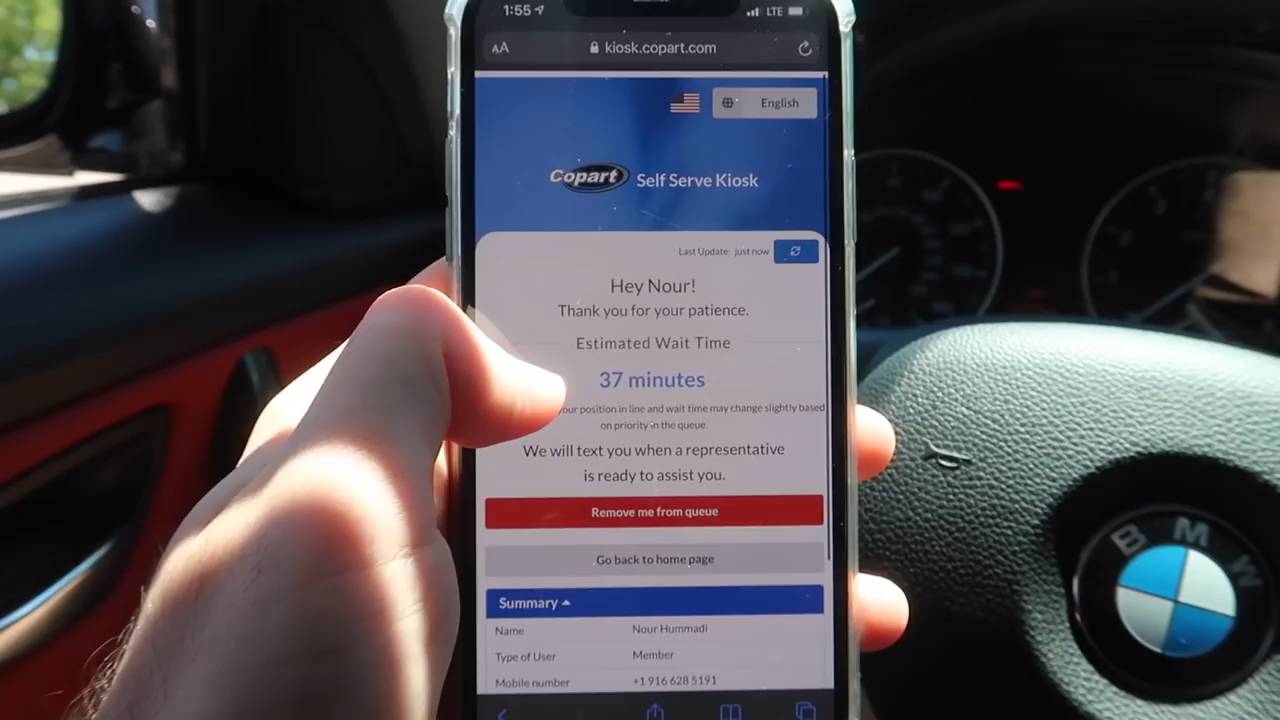 1:55
LTE
AA
kiosk.copart.com
English
Copart Self Serve Kiosk
Last Update: just now
Hey Nour!
Thank you for your patience.
Estimated Wait Time
37 minutes
our position in line and wait time may change slightly based
on priority in the queue.
We will text you when a representative
is ready to assist you.
Remove me from queue
Go back to home page
Summary
Name Nour Hummadi
Type of User Member
Mobile number +1 916 628 5191
BMW